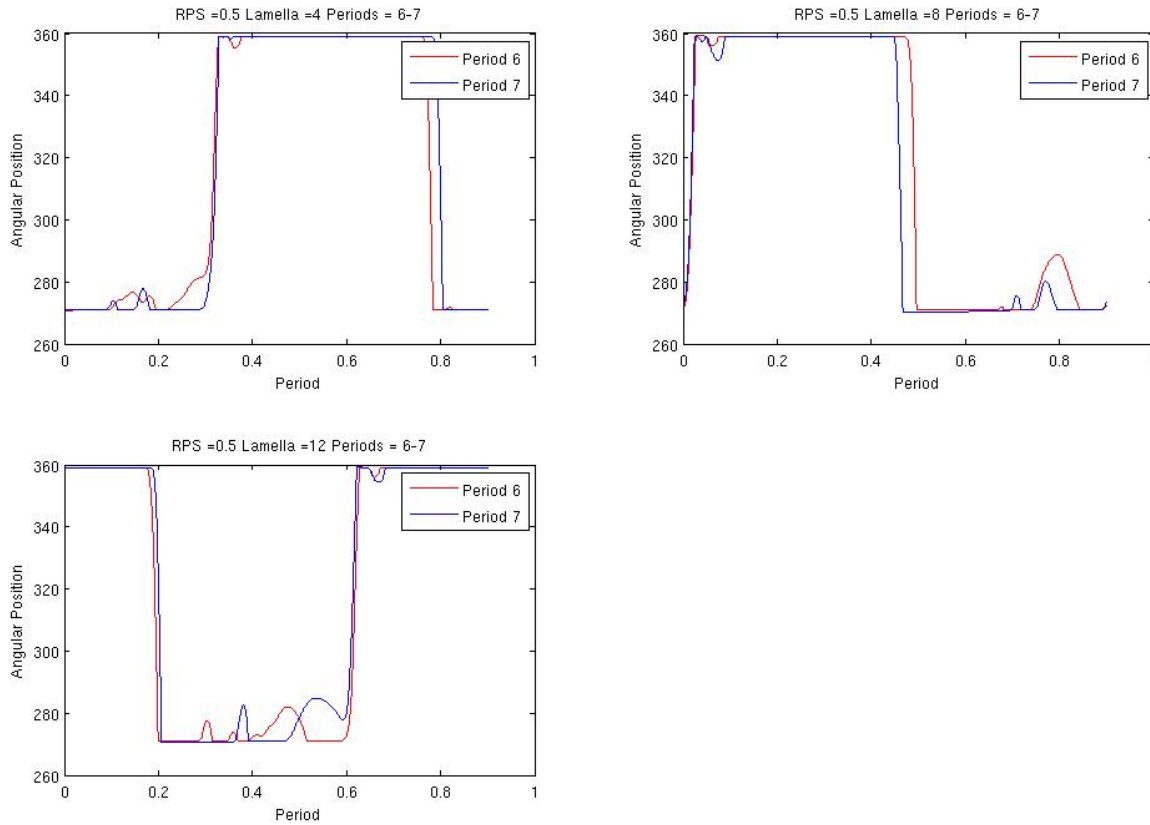 RPS =0.5 Lamella =4 Periods = 6-7
360
340
320
300
280
260
Angular Position
0 0.2 0.4 0.6 0.8 1
Period
Period 6
Period 7
RPS =0.5 Lamella =8 Periods = 6-7
360
340
320
300
280
260
Angular Position
0 0.2 0.4 0.6 0.8
Period
Period 6
Period 7
RPS =0.5 Lamella =12 Periods = 6-7
360
340
320
300
280
260
Angular Position
0 0.2 0.4 0.6 0.8 1
Period
Period 6
Period 7